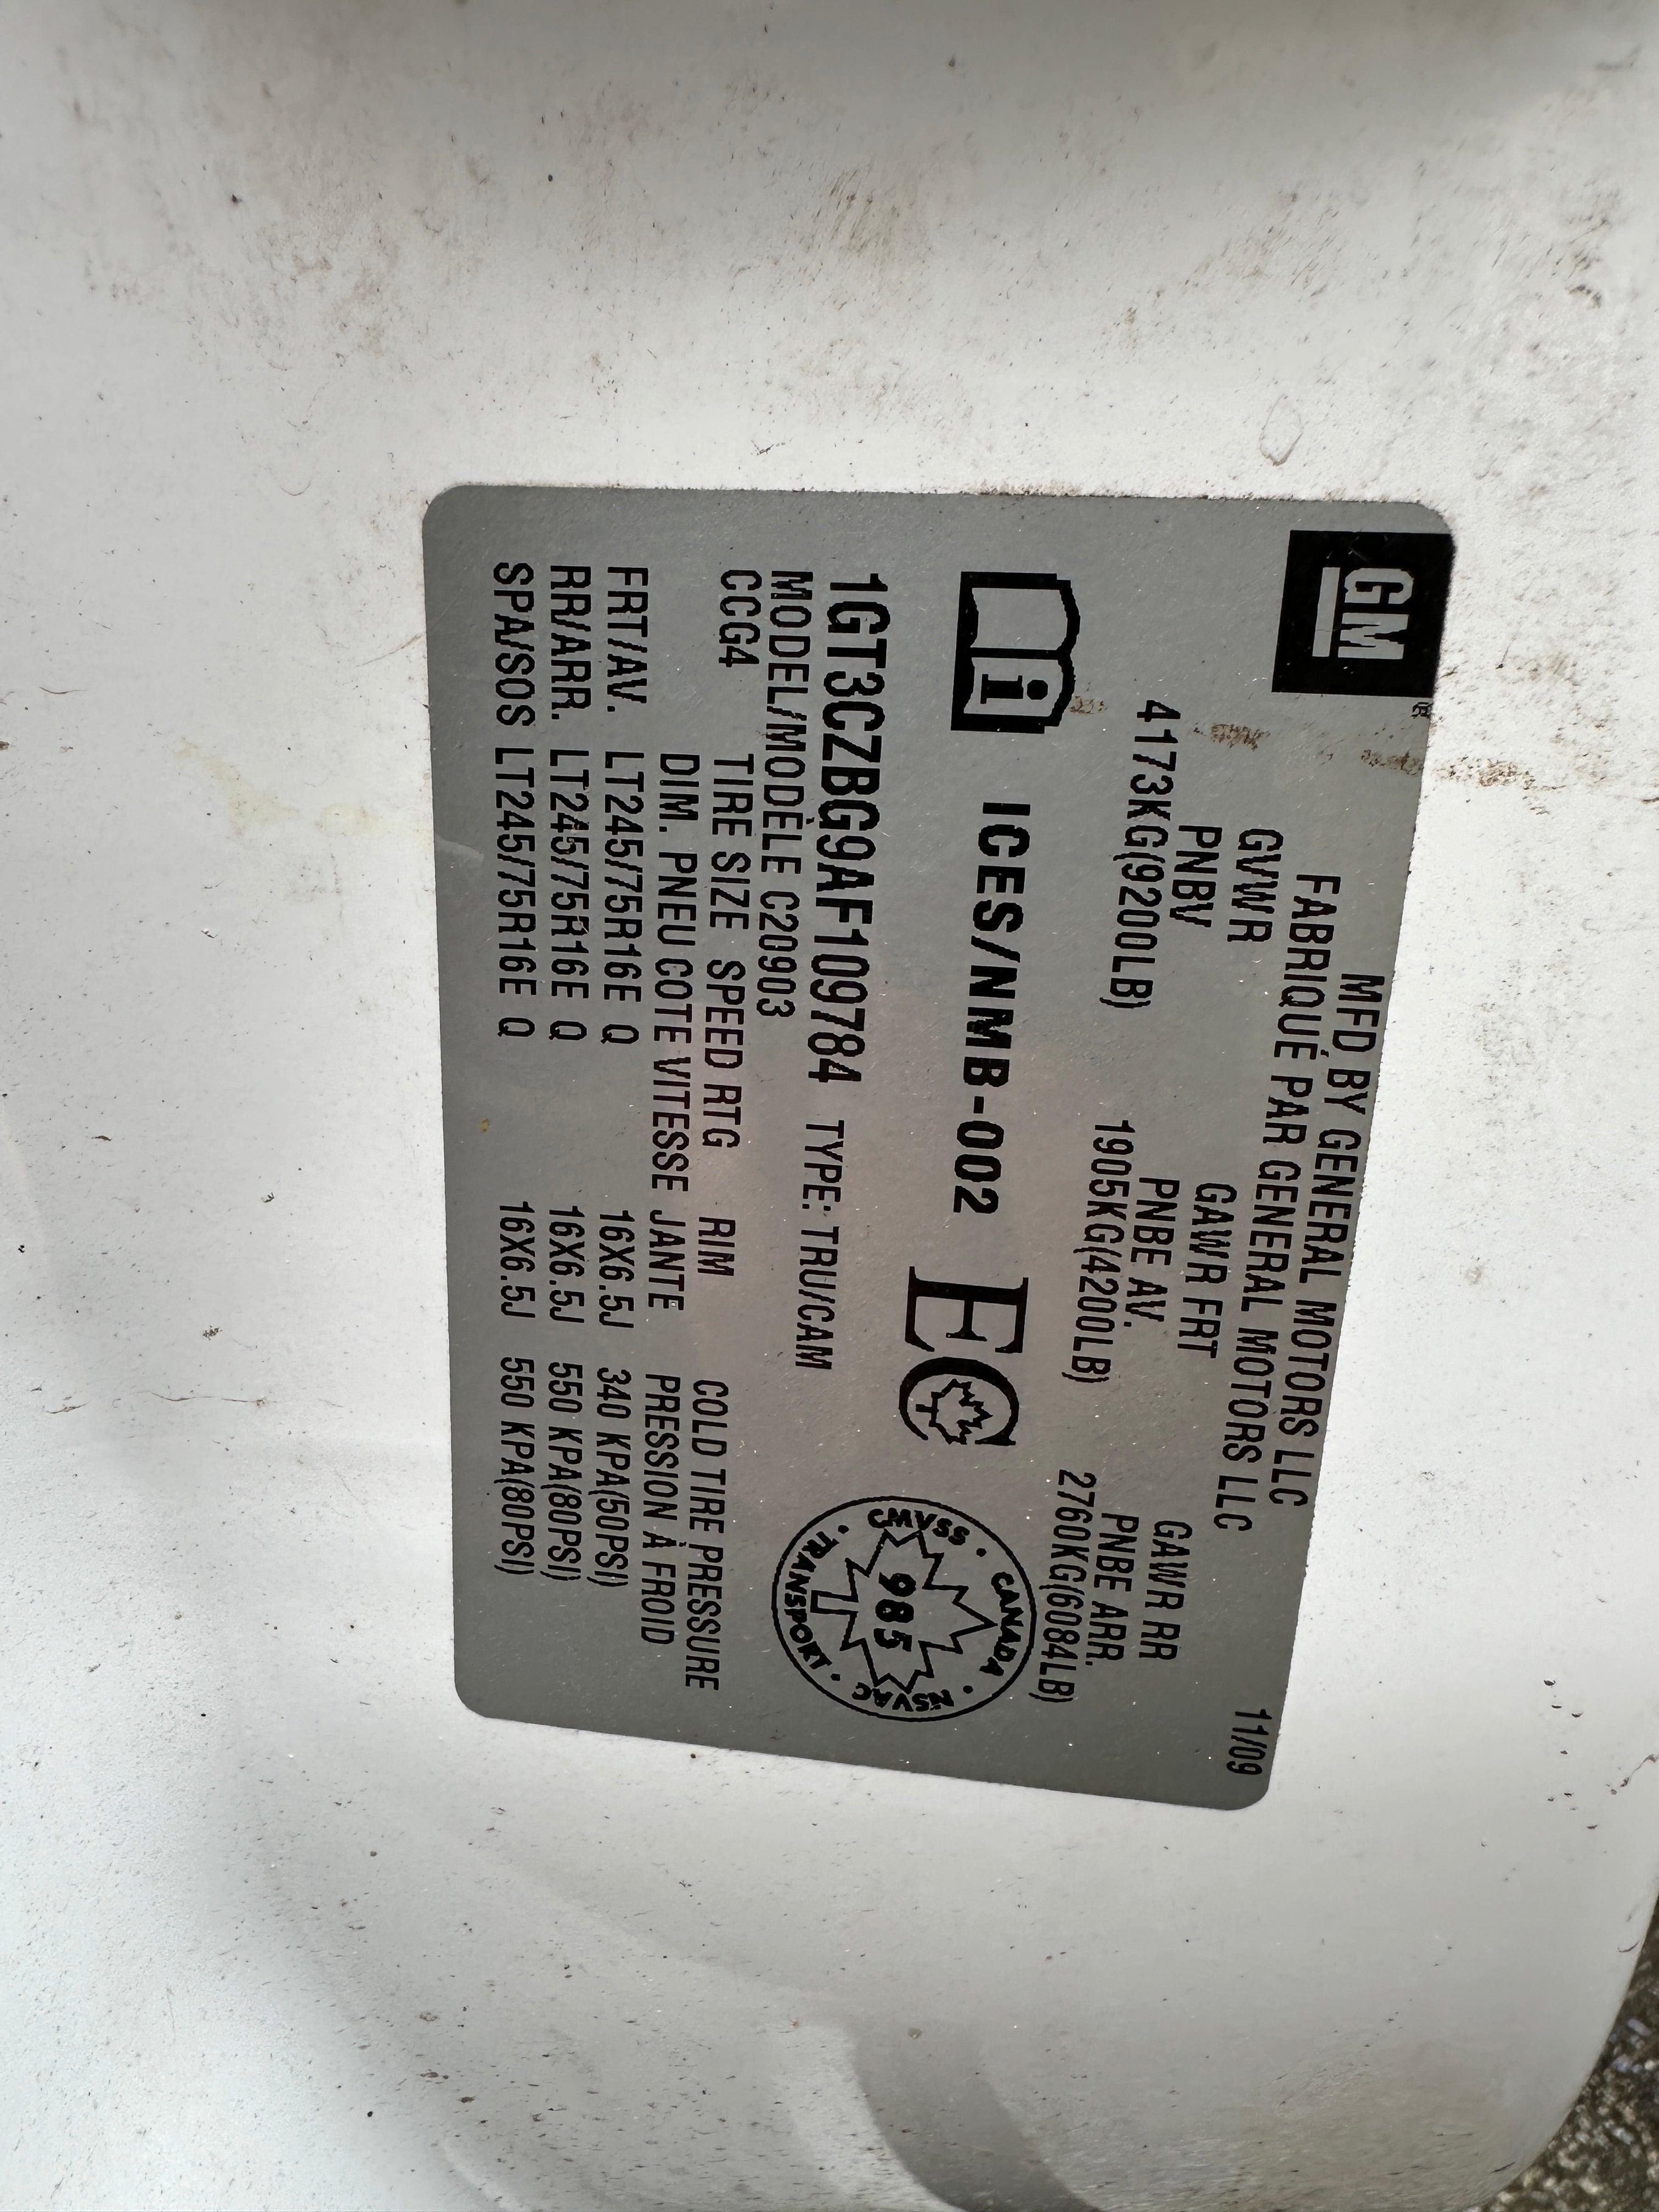 GM
MFD BY GENERAL MOTORS LLC
FABRIQUÉ PAR GENERAL MOTORS LLC
11/09
GVWR GAWR FRT GAWR RR
PNBV PNBE AV. PNBE ARR.
4173KG(9200LB) 1905KG(4200LB) 2760KG(6084LB)
i ICES/NMB-002 EC
CMVSS · CANADA · NSVAC · TRANSPORT ·
985
1GT3CZBG9AF109784 TYPE: TRU/CAM
MODEL/MODÈLE C20903
CCG4 TIRE SIZE SPEED RTG RIM COLD TIRE PRESSURE
DIM. PNEU COTE VITESSE JANTE PRESSION À FROID
FRT/AV. LT245/75R16E Q 16X6.5J 340 KPA(50PSI)
RR/ARR. LT245/75R16E Q 16X6.5J 550 KPA(80PSI)
SPA/SOS LT245/75R16E Q 16X6.5J 550 KPA(80PSI)